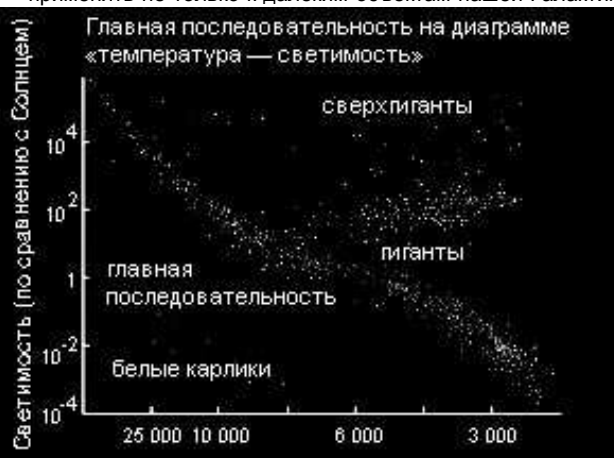 Главная последовательность на диаграмме
«температура — светимость»
Светимость (по сравнению с Солнцем)
сверхгиганты
10⁴
10²
гиганты
1
главная
последовательность
10⁻²
белые карлики
10⁻⁴
25 000 10 000 6 000 3 000